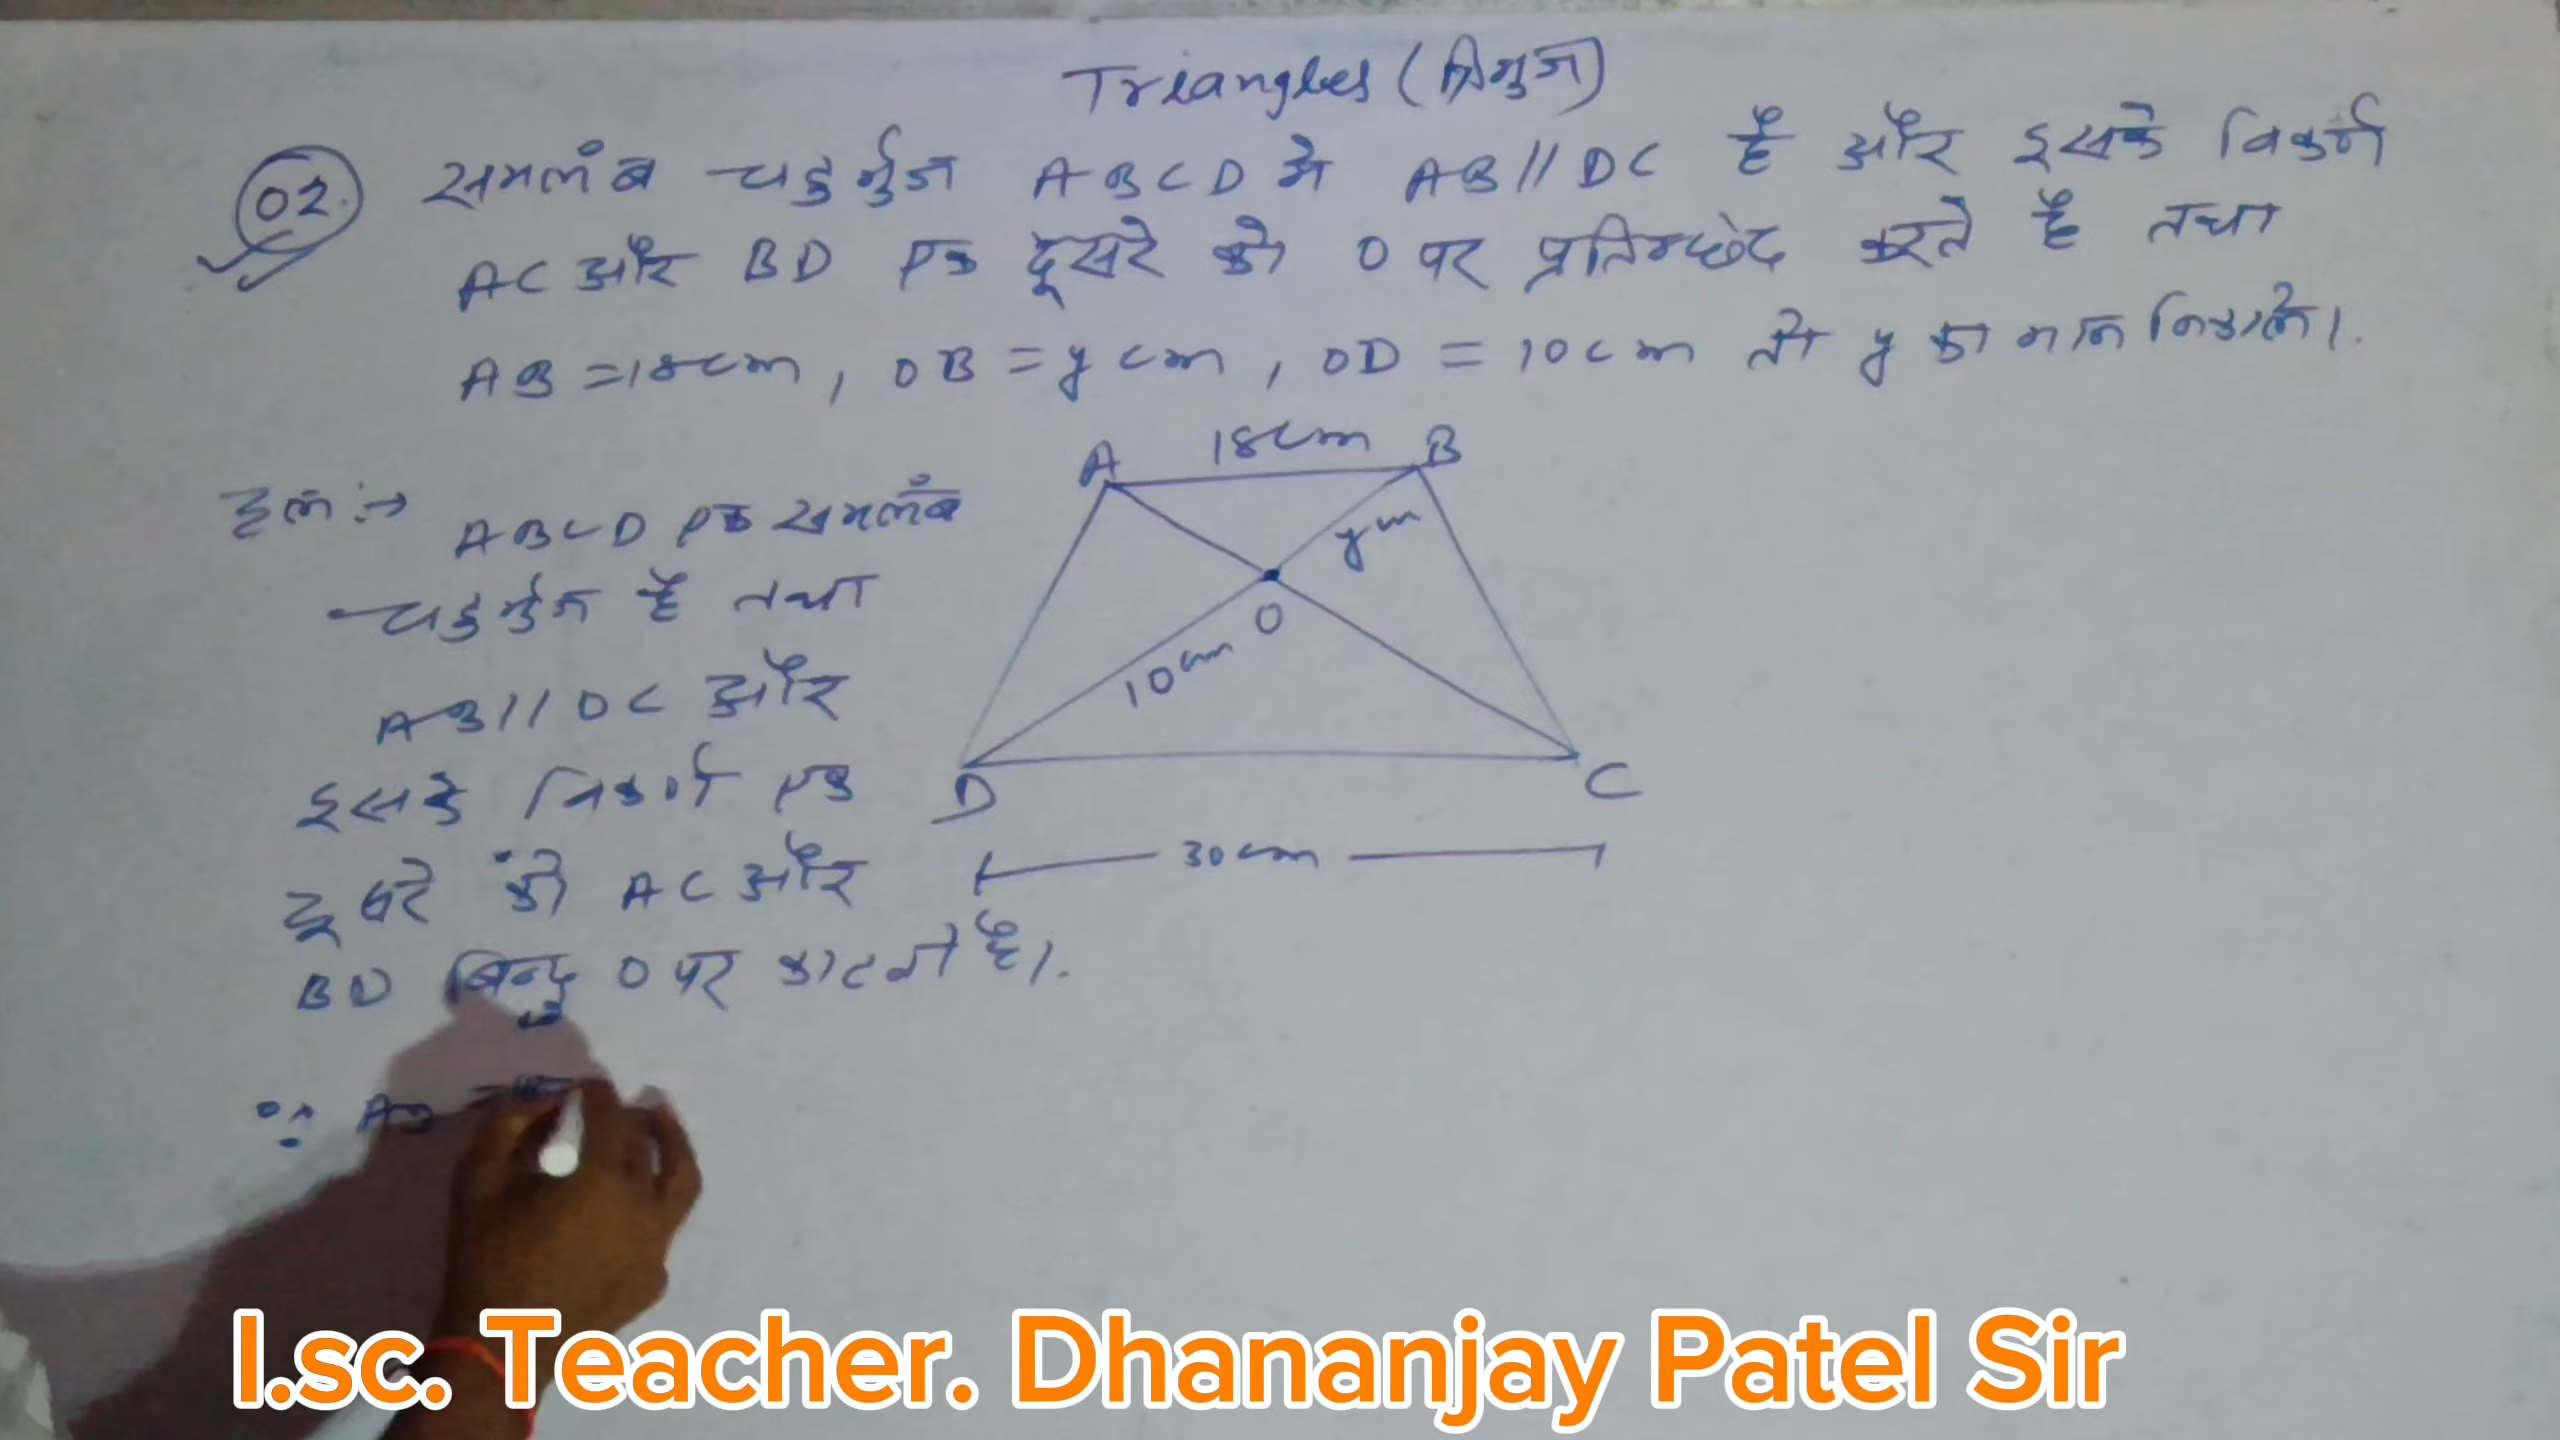 Triangles (त्रिभुज)
02. समलंब चतुर्भुज ABCD मे AB//DC है और इसके विकर्ण
AC और BD एक दूसरे को O पर प्रतिच्छेद करते है तथा
AB = 18cm, OB = y cm, OD = 10cm तो y का मान निकाले।
हल :→ ABCD एक समलंब
चतुर्भुज है तथा
AB//DC और
इसके विकर्ण एक
दूसरे को AC और
BD बिन्दु O पर काटती है।
∵ AB =
A 18cm B
ycm
O
10cm
D C
30cm
I.sc. Teacher. Dhananjay Patel Sir